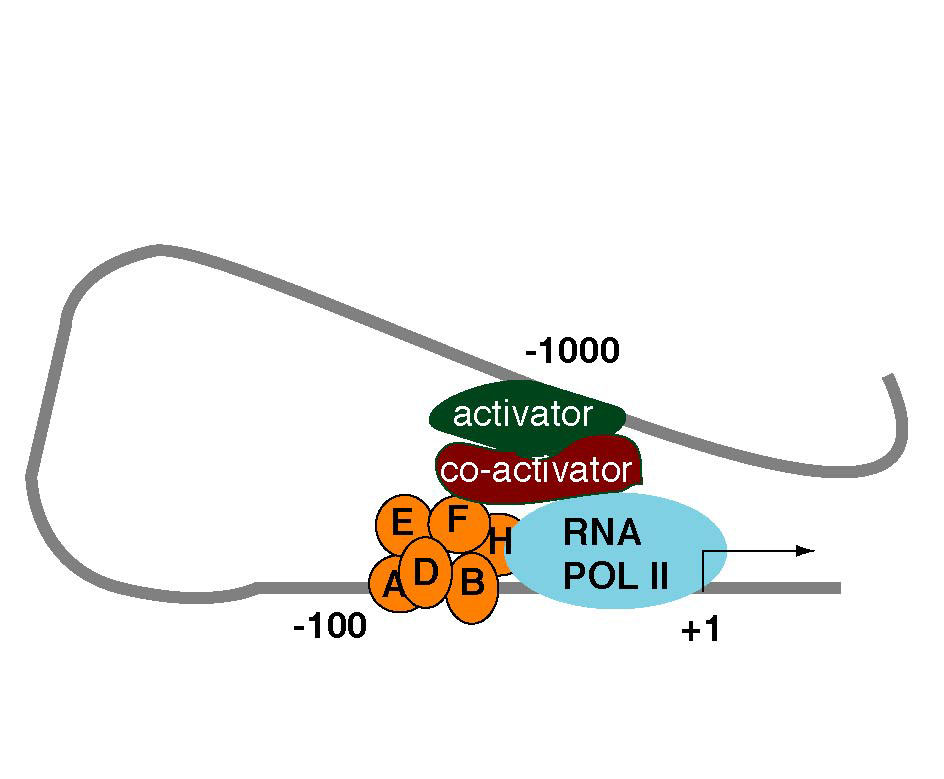 -1000
activator
co-activator
E
F
H
RNA
A
D
B
POL II
-100
+1